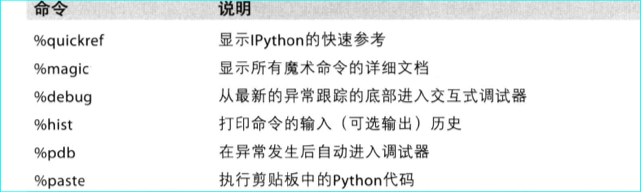 命令 说明
%quickref 显示IPython的快速参考
%magic 显示所有魔术命令的详细文档
%debug 从最新的异常跟踪的底部进入交互式调试器
%hist 打印命令的输入（可选输出）历史
%pdb 在异常发生后自动进入调试器
%paste 执行剪贴板中的Python代码